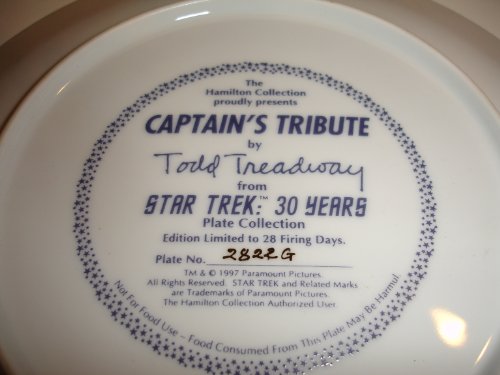 The
Hamilton Collection
proudly presents
CAPTAIN'S TRIBUTE
by
Todd Treadway
from
STAR TREK:™ 30 YEARS
Plate Collection
Edition Limited to 28 Firing Days.
Plate No. 2822G
TM & © 1997 Paramount Pictures.
All Rights Reserved. STAR TREK and Related Marks
are Trademarks of Paramount Pictures.
The Hamilton Collection Authorized User.
Not For Food Use – Food Consumed From This Plate May Be Harmful.